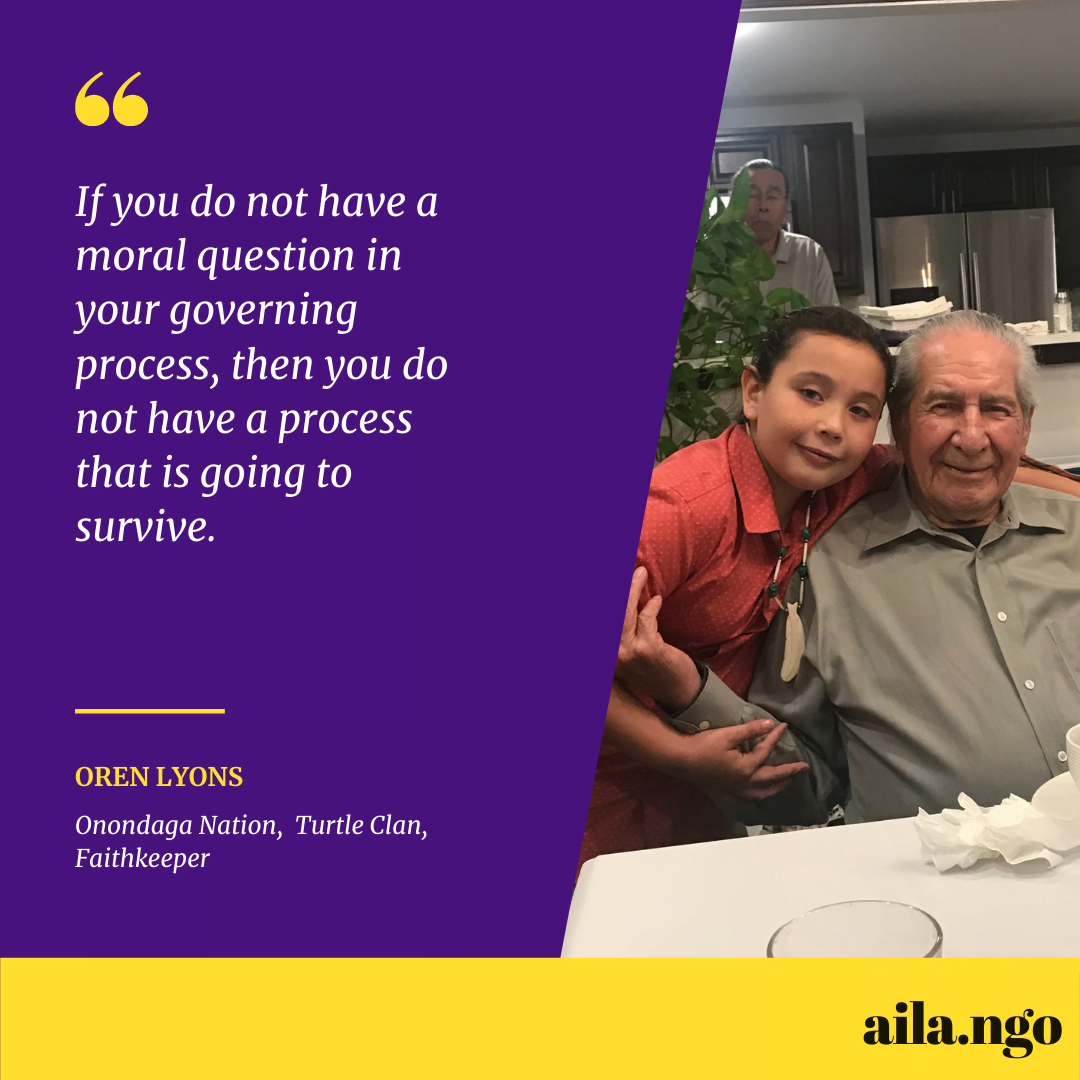 If you do not have a
moral question in
your governing
process, then you do
not have a process
that is going to
survive.
OREN LYONS
Onondaga Nation,  Turtle Clan,
Faithkeeper
aila.ngo